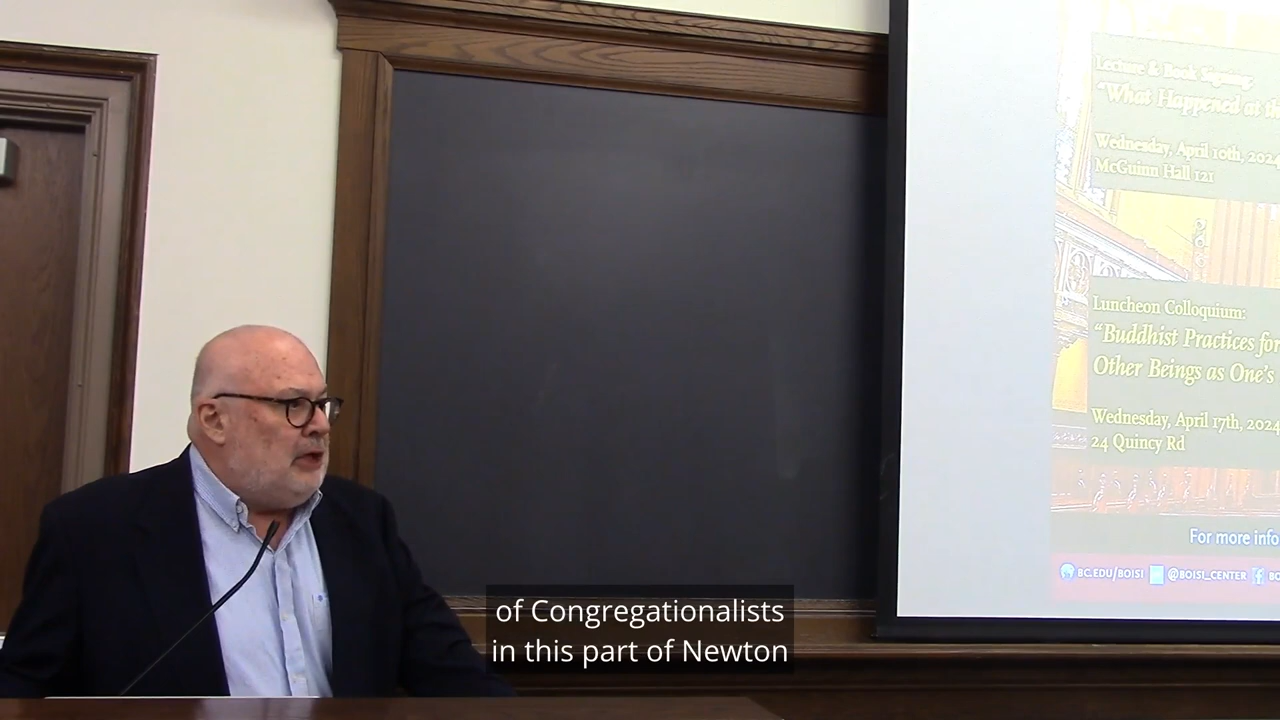 Lecture & Book Signing:
"What Happened at th
Wednesday, April 10th, 2024
McGuinn Hall 121
Luncheon Colloquium:
"Buddhist Practices for
Other Beings as One's
Wednesday, April 17th, 2024
24 Quincy Rd
For more info
BC.EDU/BOISI @BOISI_CENTER BO
of Congregationalists
in this part of Newton